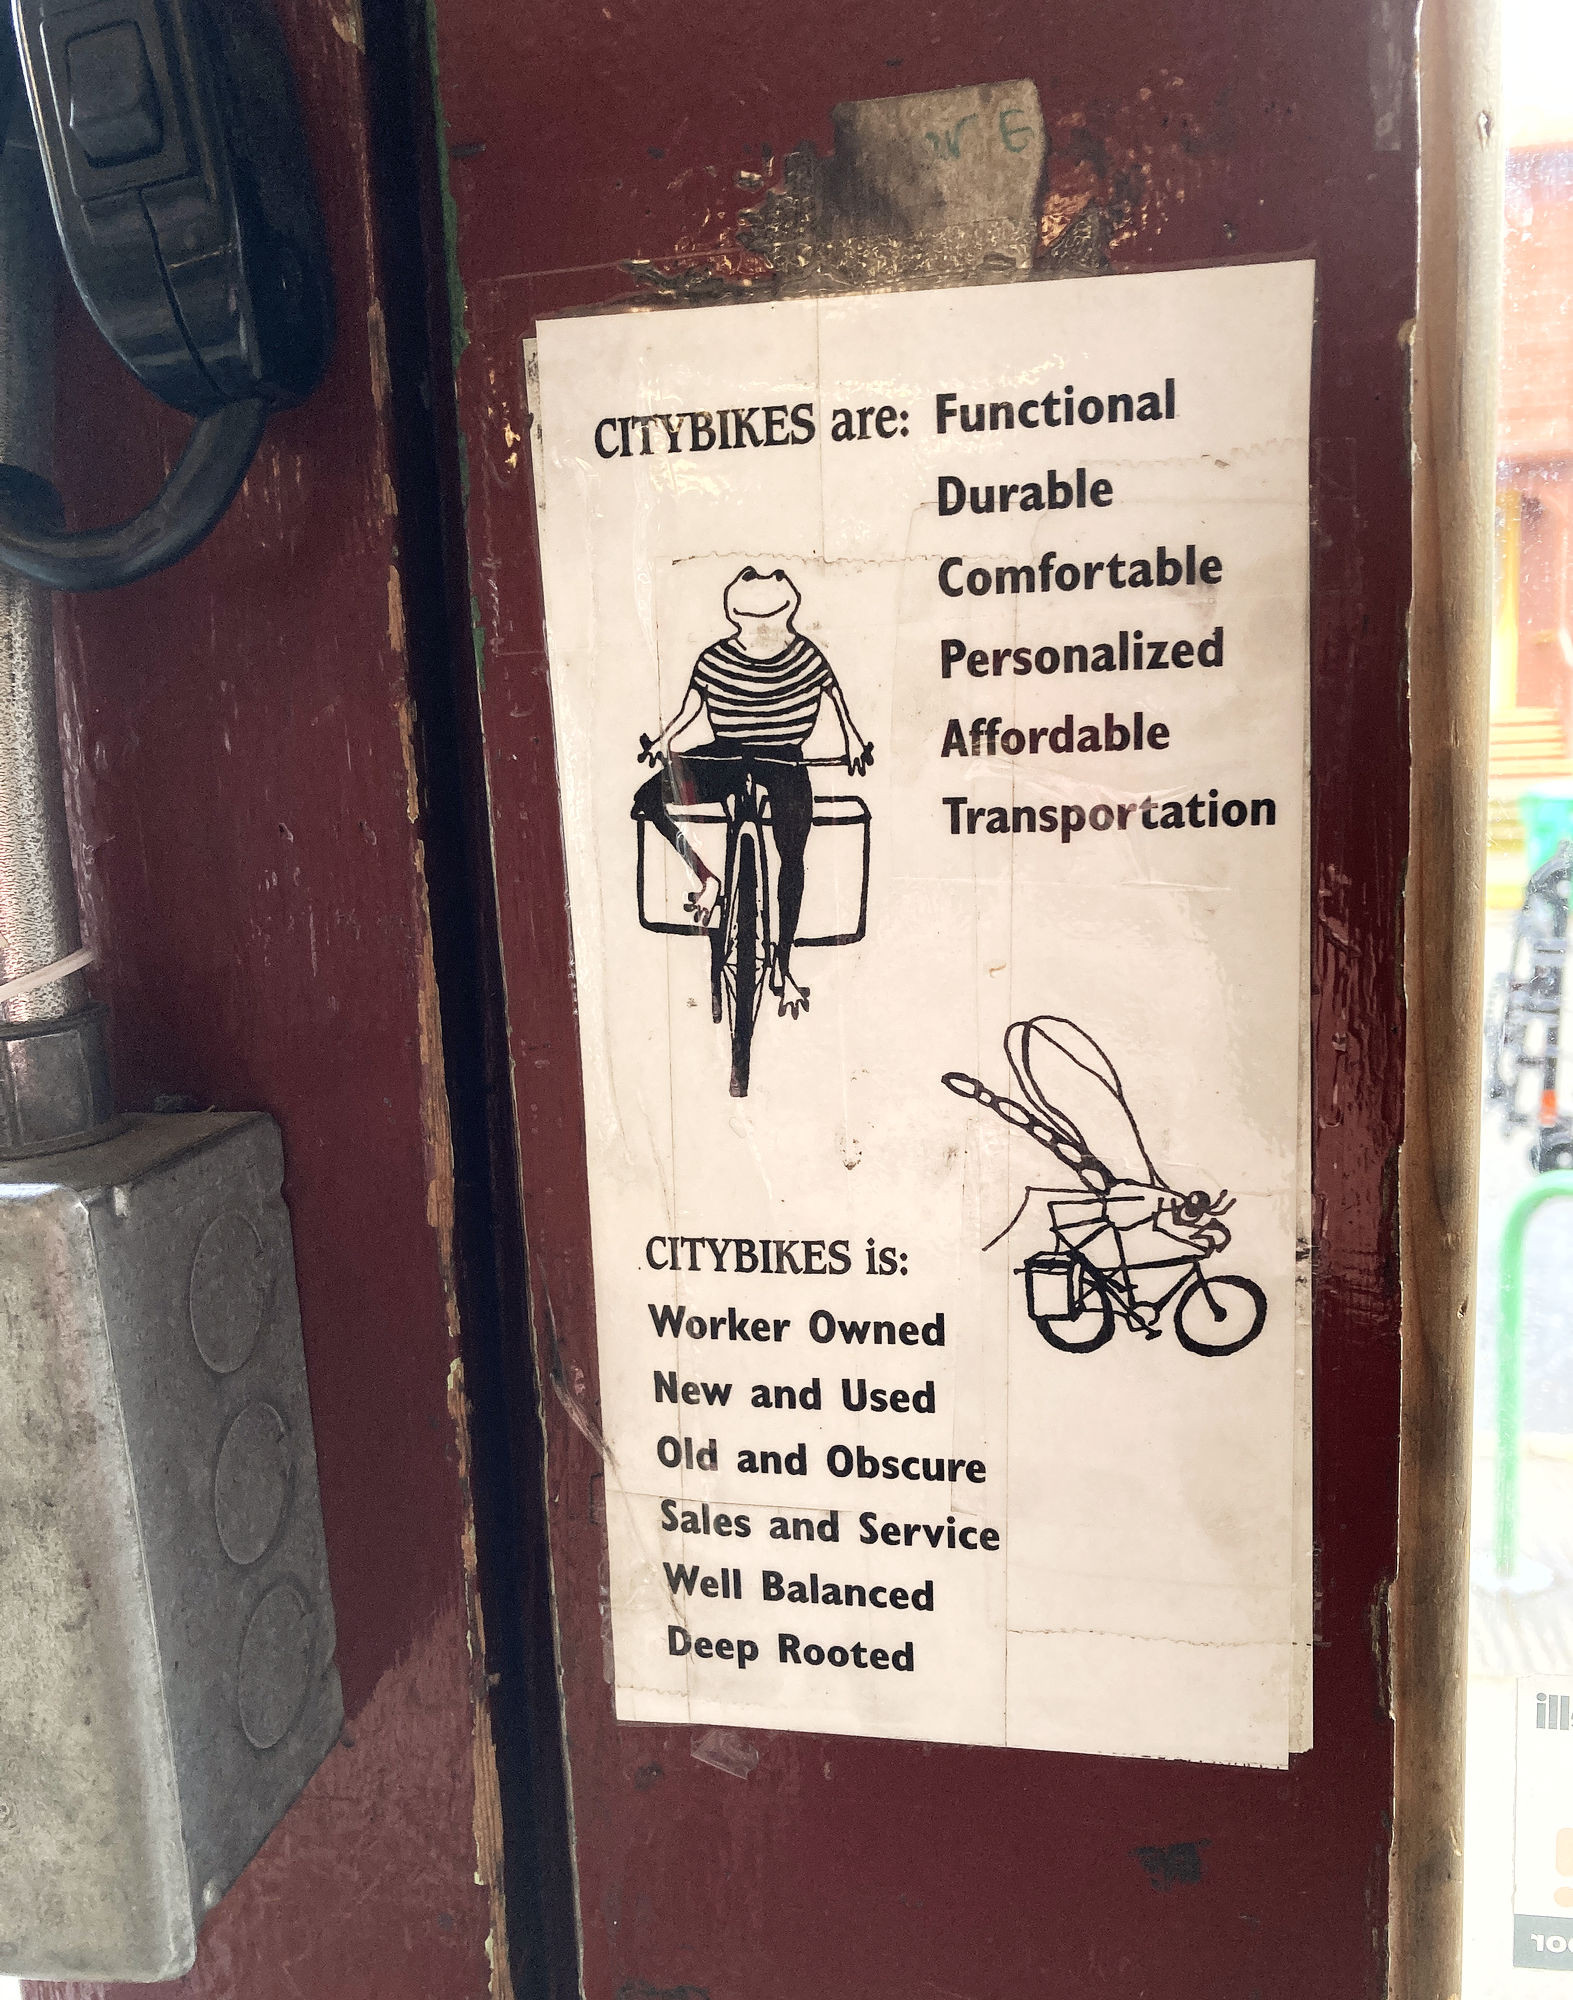 CITYBIKES are: Functional
Durable
Comfortable
Personalized
Affordable
Transportation
CITYBIKES is:
Worker Owned
New and Used
Old and Obscure
Sales and Service
Well Balanced
Deep Rooted